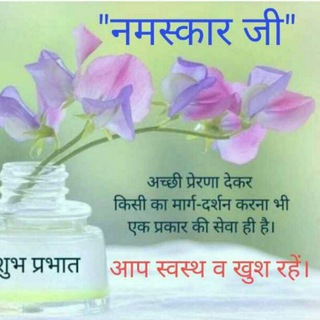 "नमस्कार जी"
अच्छी प्रेरणा देकर
किसी का मार्ग-दर्शन करना भी
एक प्रकार की सेवा ही है।
शुभ प्रभात
आप स्वस्थ व खुश रहें।